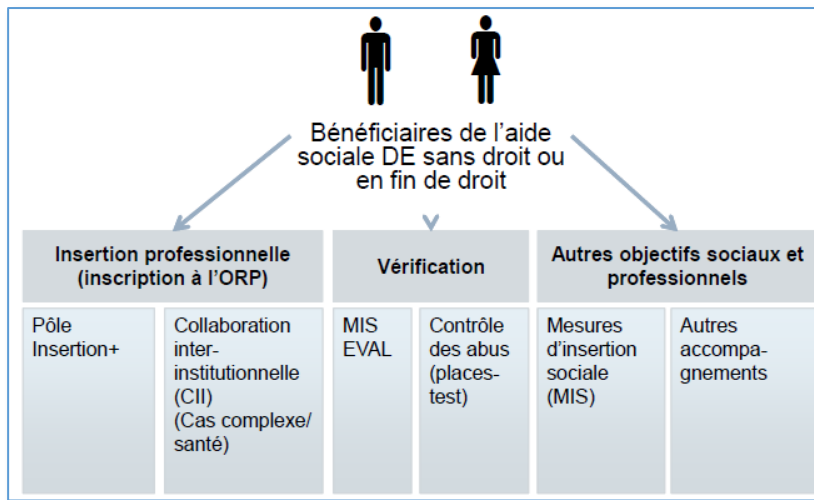 Bénéficiaires de l'aide
sociale DE sans droit ou
en fin de droit
Insertion professionnelle
(inscription à l'ORP)
Vérification
Autres objectifs sociaux et
professionnels
Pôle
Insertion+
Collaboration
inter-
institutionnelle
(CII)
(Cas complexe/
santé)
MIS
EVAL
Contrôle
des abus
(places-
test)
Mesures
d'insertion
sociale
(MIS)
Autres
accompa-
gnements